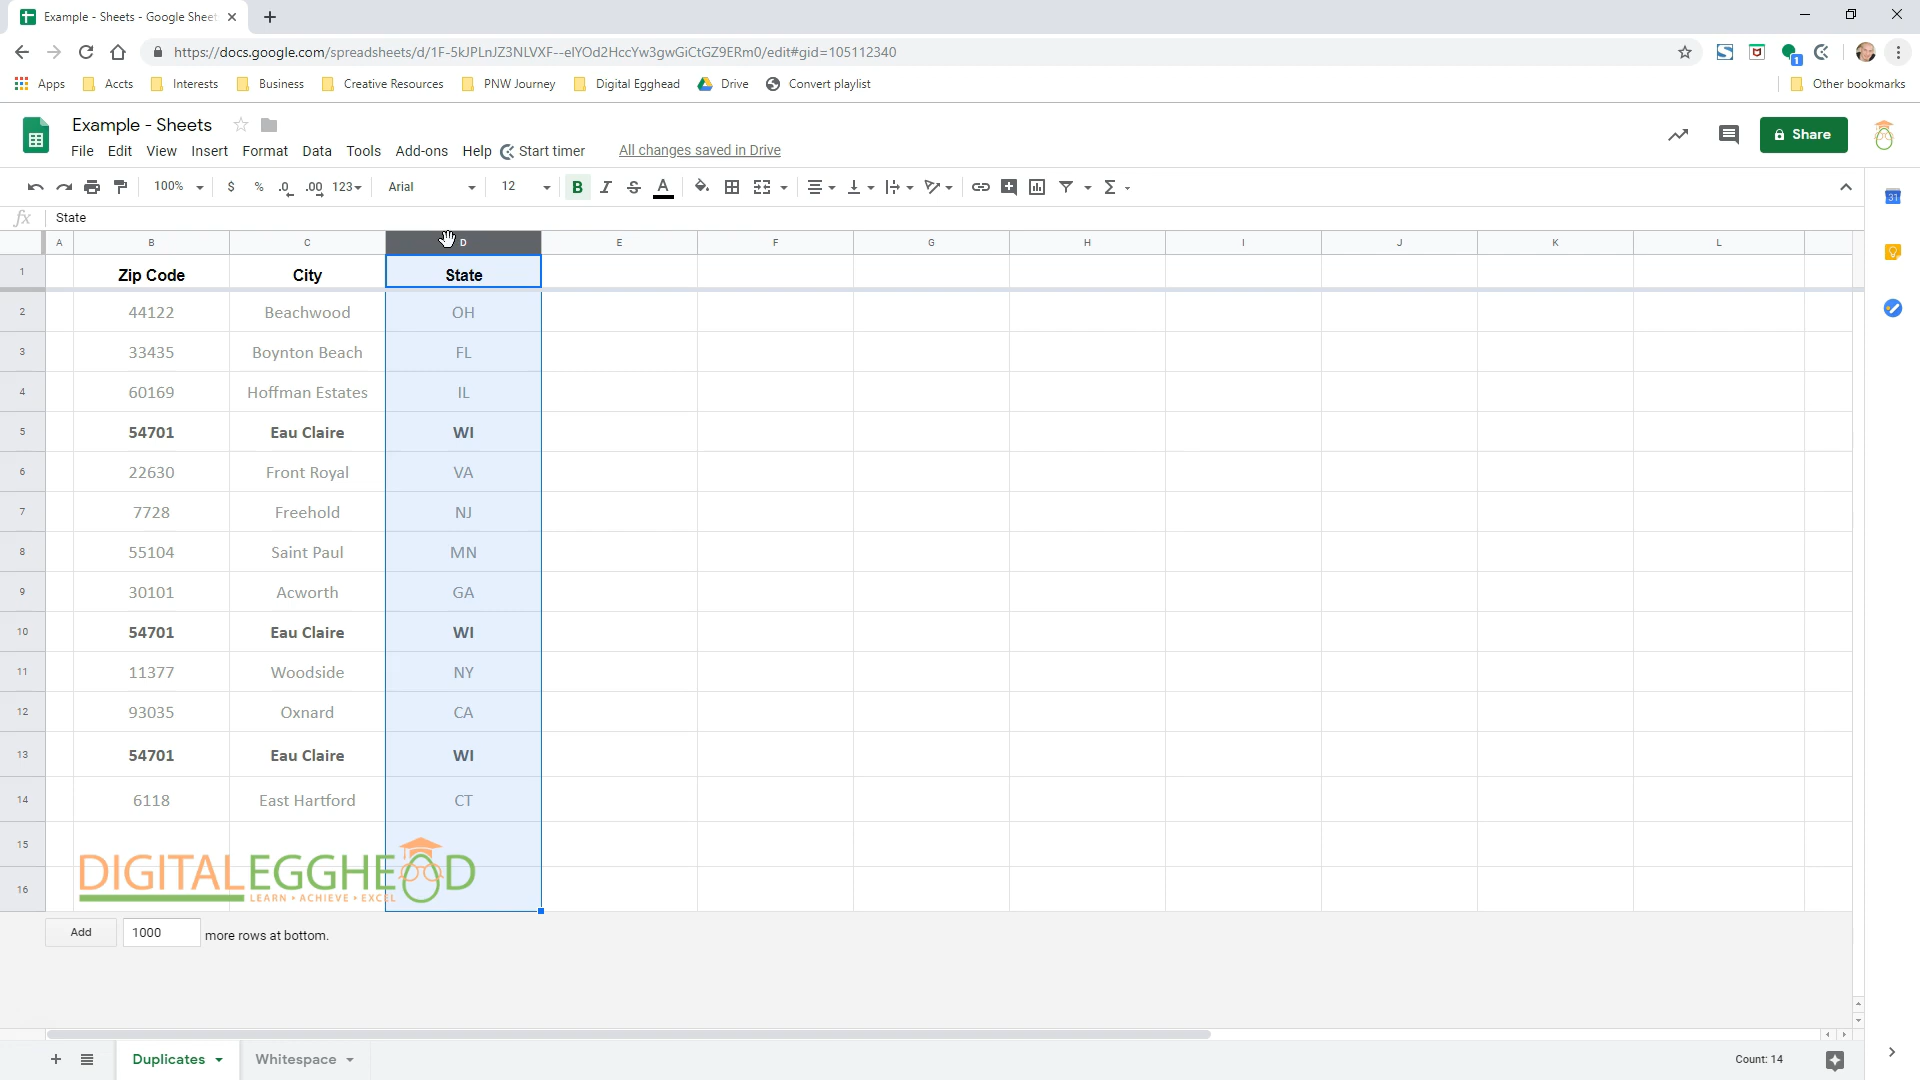 Example - Sheets - Google Sheet
https://docs.google.com/spreadsheets/d/1F-5kJPLnJZ3NLVXF--elYOd2HccYw3gwGiCtGZ9ERm0/edit#gid=105112340
Apps Accts Interests Business Creative Resources PNW Journey Digital Egghead Drive Convert playlist Other bookmarks
Example - Sheets
File Edit View Insert Format Data Tools Add-ons Help Start timer All changes saved in Drive
Share
100% $ % .0 .00 123 Arial 12 B I S A Σ
31
fx State
A B C D E F G H I J K L
1 Zip Code City State
2 44122 Beachwood OH
3 33435 Boynton Beach FL
4 60169 Hoffman Estates IL
5 54701 Eau Claire WI
6 22630 Front Royal VA
7 7728 Freehold NJ
8 55104 Saint Paul MN
9 30101 Acworth GA
10 54701 Eau Claire WI
11 11377 Woodside NY
12 93035 Oxnard CA
13 54701 Eau Claire WI
14 6118 East Hartford CT
15
16
DIGITALEGGHEAD
LEARN • ACHIEVE • EXCEL
Add 1000 more rows at bottom.
Duplicates Whitespace Count: 14